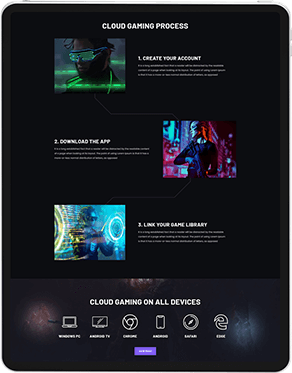 CLOUD GAMING PROCESS
1. CREATE YOUR ACCOUNT
It is a long established fact that a reader will be distracted by the readable
content of a page when looking at its layout. The point of using Lorem Ipsum
is that it has a more-or-less normal distribution of letters, as opposed
2. DOWNLOAD THE APP
It is a long established fact that a reader will be distracted by the readable
content of a page when looking at its layout. The point of using Lorem Ipsum
is that it has a more-or-less normal distribution of letters, as opposed
3. LINK YOUR GAME LIBRARY
It is a long established fact that a reader will be distracted by the readable
content of a page when looking at its layout. The point of using Lorem Ipsum
is that it has a more-or-less normal distribution of letters, as opposed
CLOUD GAMING ON ALL DEVICES
WINDOWS PC
ANDROID TV
CHROME
ANDROID
SAFARI
EDGE